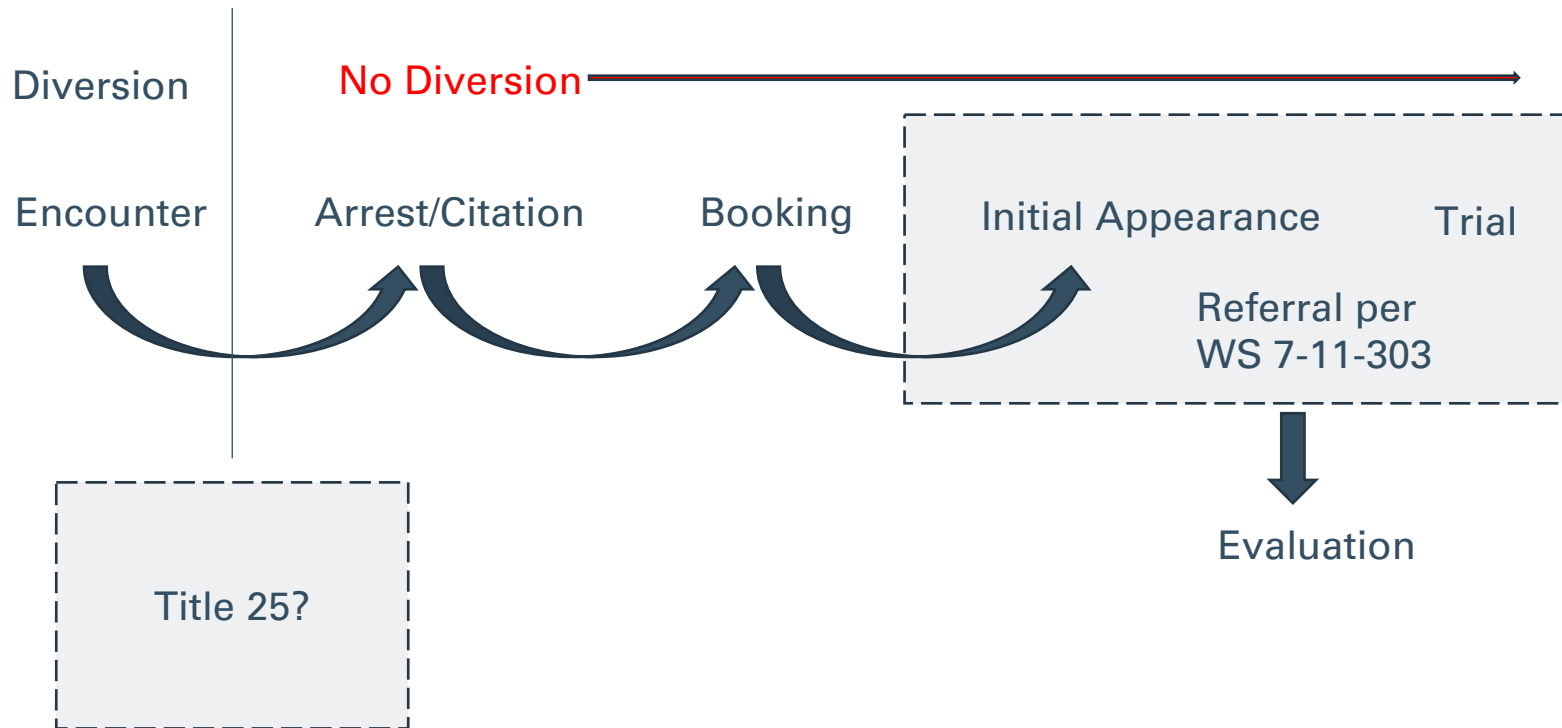 Diversion
No Diversion
Encounter
Arrest/Citation
Booking
Initial Appearance
Trial
Referral per
WS 7-11-303
Evaluation
Title 25?